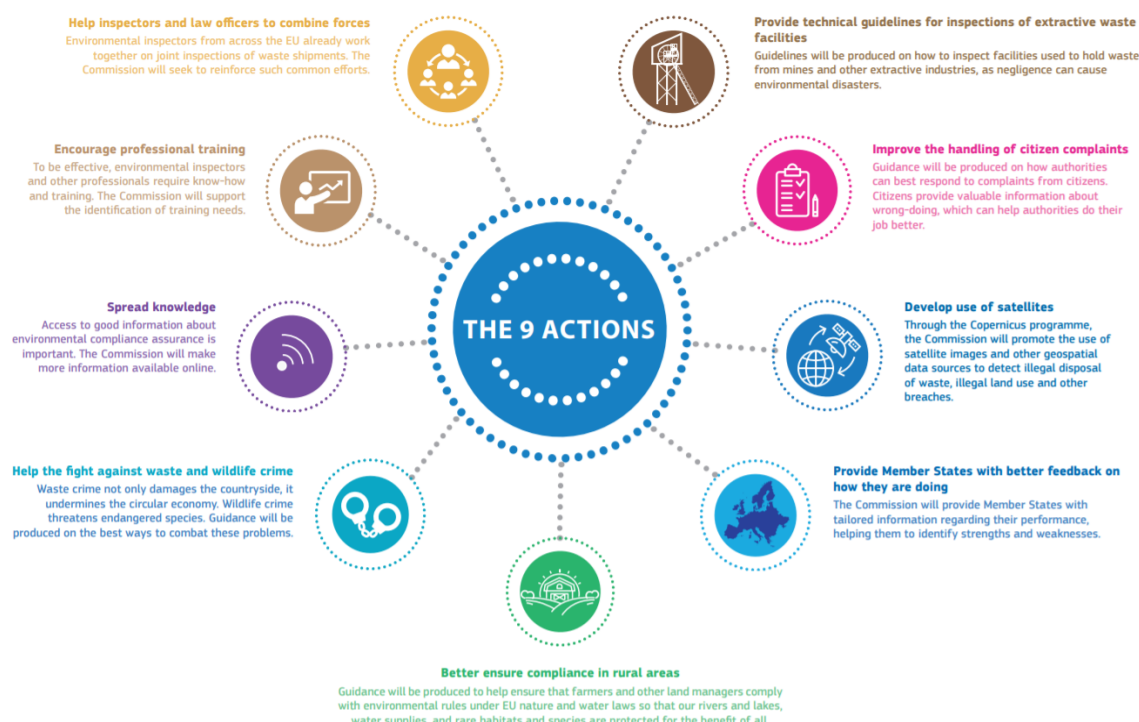 Help inspectors and law officers to combine forces
Environmental inspectors from across the EU already work
together on joint inspections of waste shipments. The
Commission will seek to reinforce such common efforts.
Provide technical guidelines for inspections of extractive waste
facilities
Guidelines will be produced on how to inspect facilities used to hold waste
from mines and other extractive industries, as negligence can cause
environmental disasters.
Encourage professional training
To be effective, environmental inspectors
and other professionals require know-how
and training. The Commission will support
the identification of training needs.
Improve the handling of citizen complaints
Guidance will be produced on how authorities
can best respond to complaints from citizens.
Citizens provide valuable information about
wrong-doing, which can help authorities do their
job better.
Spread knowledge
Access to good information about
environmental compliance assurance is
important. The Commission will make
more information available online.
THE 9 ACTIONS
Develop use of satellites
Through the Copernicus programme,
the Commission will promote the use of
satellite images and other geospatial
data sources to detect illegal disposal
of waste, illegal land use and other
breaches.
Help the fight against waste and wildlife crime
Waste crime not only damages the countryside, it
undermines the circular economy. Wildlife crime
threatens endangered species. Guidance will be
produced on the best ways to combat these problems.
Provide Member States with better feedback on
how they are doing
The Commission will provide Member States with
tailored information regarding their performance,
helping them to identify strengths and weaknesses.
Better ensure compliance in rural areas
Guidance will be produced to help ensure that farmers and other land managers comply
with environmental rules under EU nature and water laws so that our rivers and lakes,
water supplies, and rare habitats and species are protected for the benefit of all.